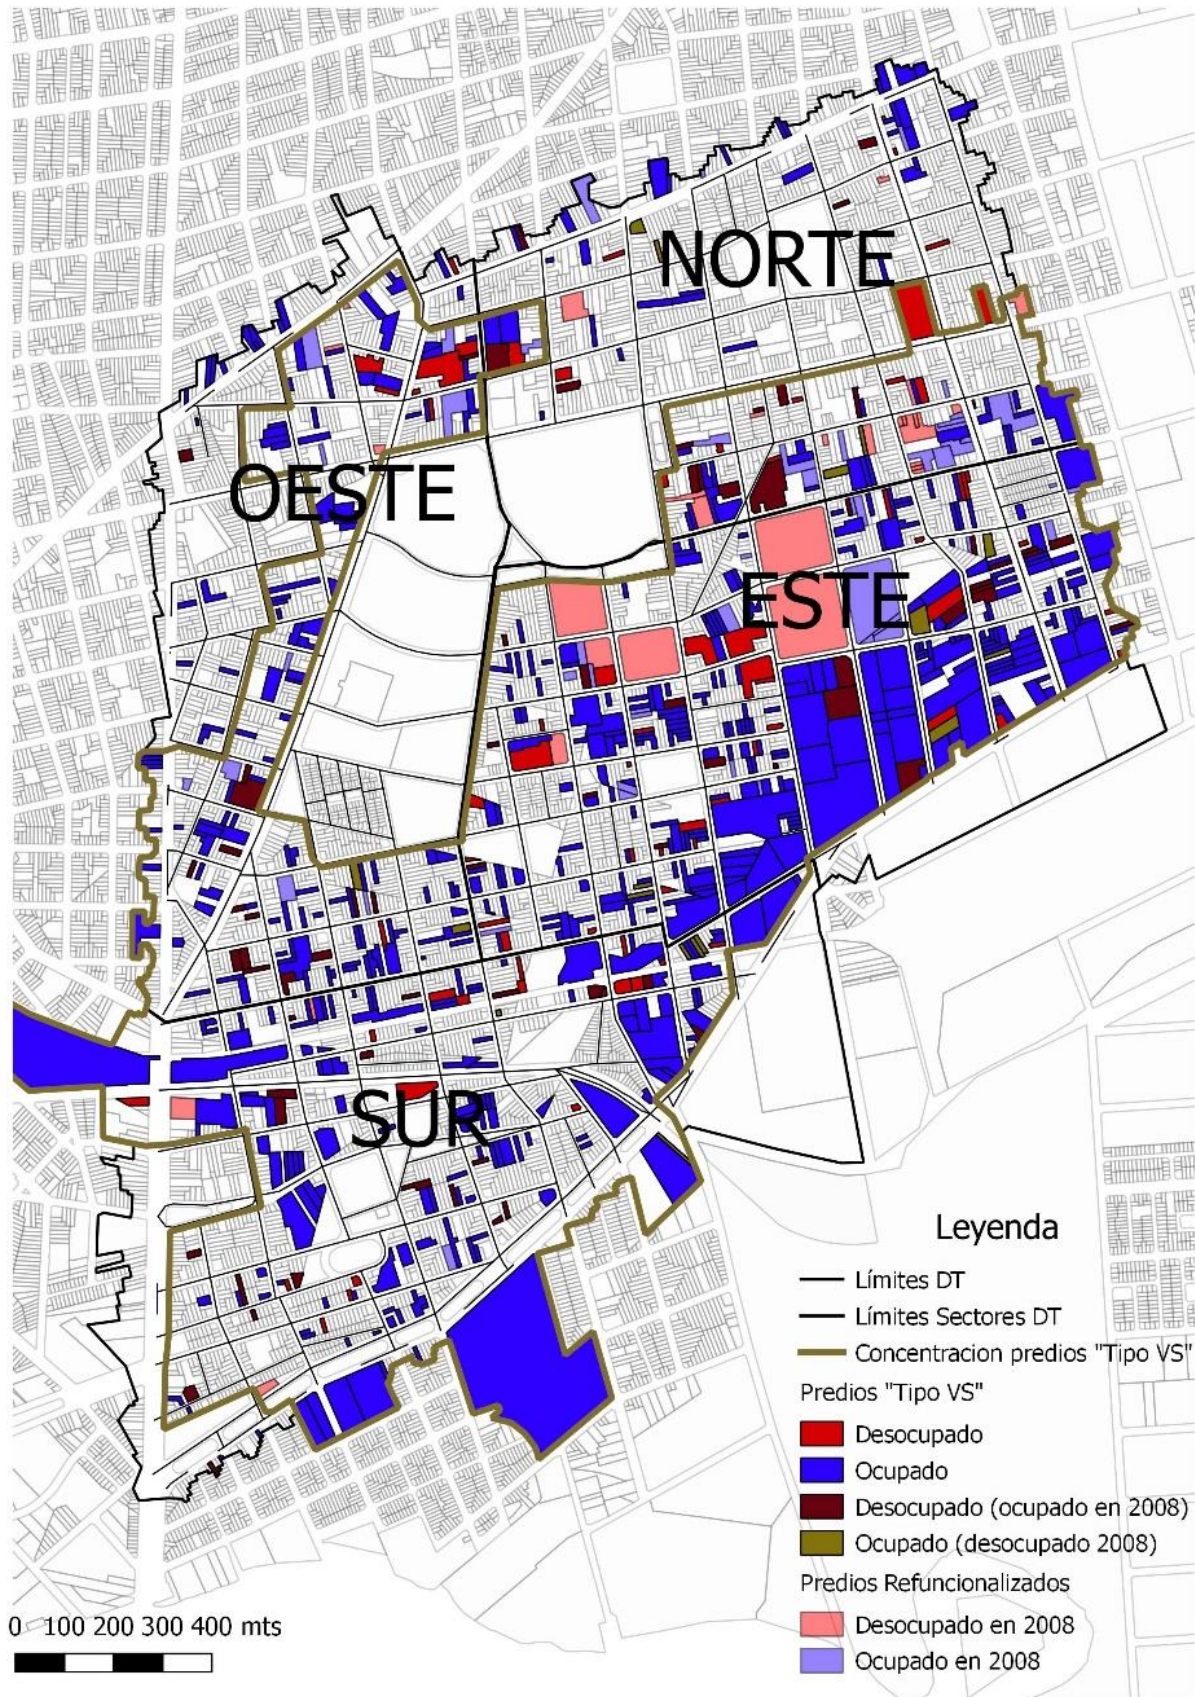 NORTE
OESTE
ESTE
SUR
Leyenda
Límites DT
Límites Sectores DT
Concentracion predios "Tipo VS"
Predios "Tipo VS"
Desocupado
Ocupado
Desocupado (ocupado en 2008)
Ocupado (desocupado 2008)
Predios Refuncionalizados
Desocupado en 2008
Ocupado en 2008
0 100 200 300 400 mts